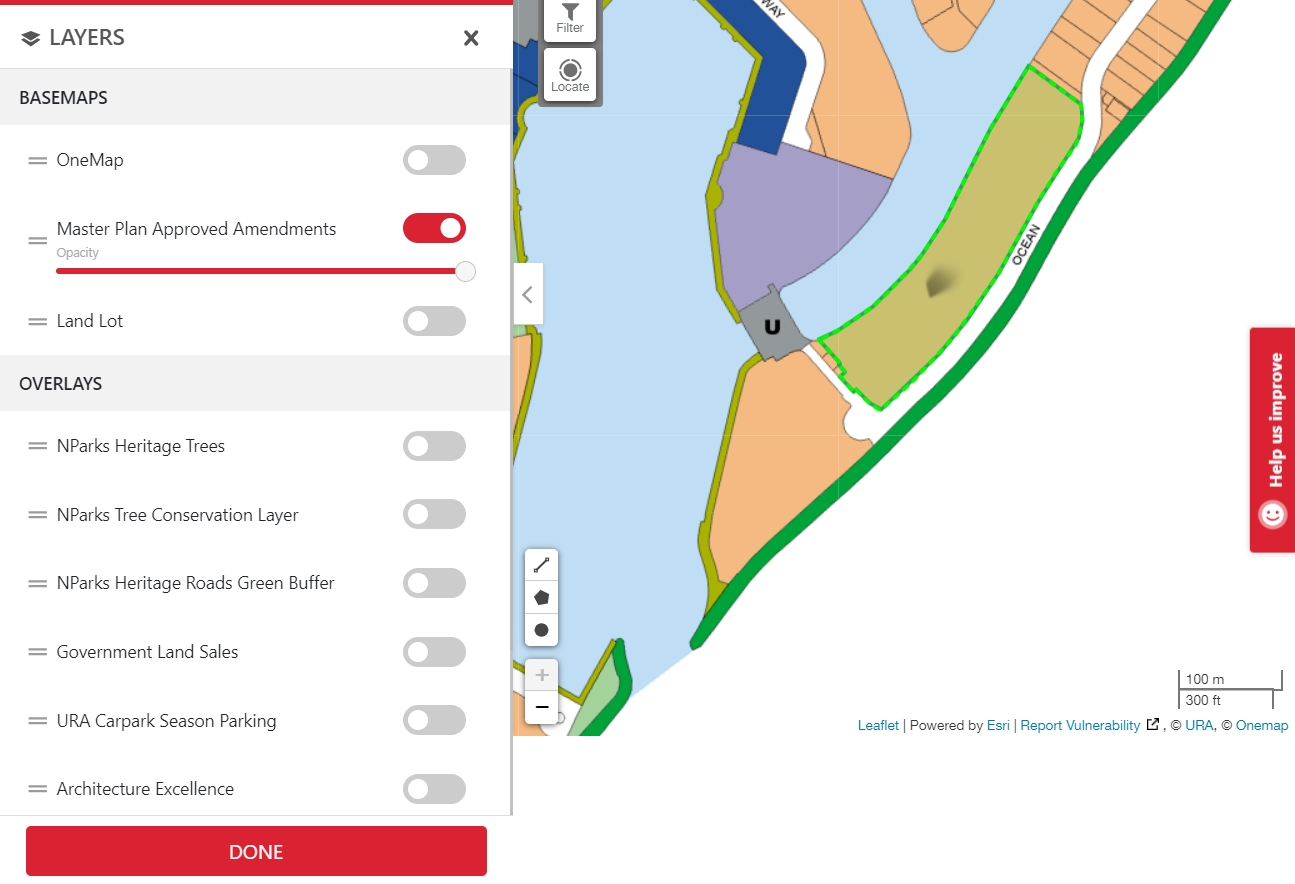 LAYERS
BASEMAPS
OneMap
Master Plan Approved Amendments
Opacity
Land Lot
OVERLAYS
NParks Heritage Trees
NParks Tree Conservation Layer
NParks Heritage Roads Green Buffer
Government Land Sales
URA Carpark Season Parking
Architecture Excellence
DONE
Filter
Locate
WAY
OCEAN
U
Help us improve
100 m
300 ft
Leaflet | Powered by Esri | Report Vulnerability , © URA, © Onemap